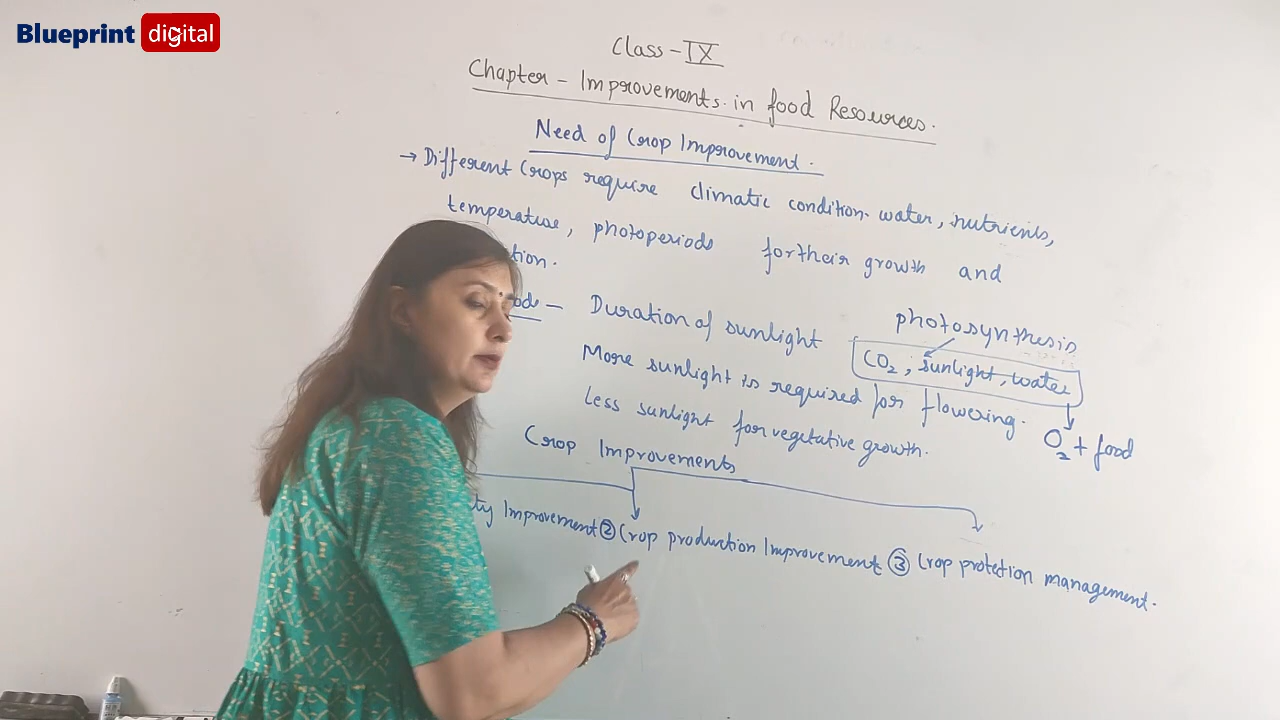 Blueprint digital
Class - IX
Chapter - Improvements in food Resources.
Need of Crop Improvement.
→ Different Crops require climatic condition water, nutrients,
temperature, photoperiods for their growth and
tion.
ods - Duration of sunlight
photosynthesis
CO2, sunlight, water
More sunlight is required for flowering.
O2 + food
Less sunlight for vegetative growth.
Crop Improvements
ty Improvement ② Crop production Improvement ③ Crop protection management.